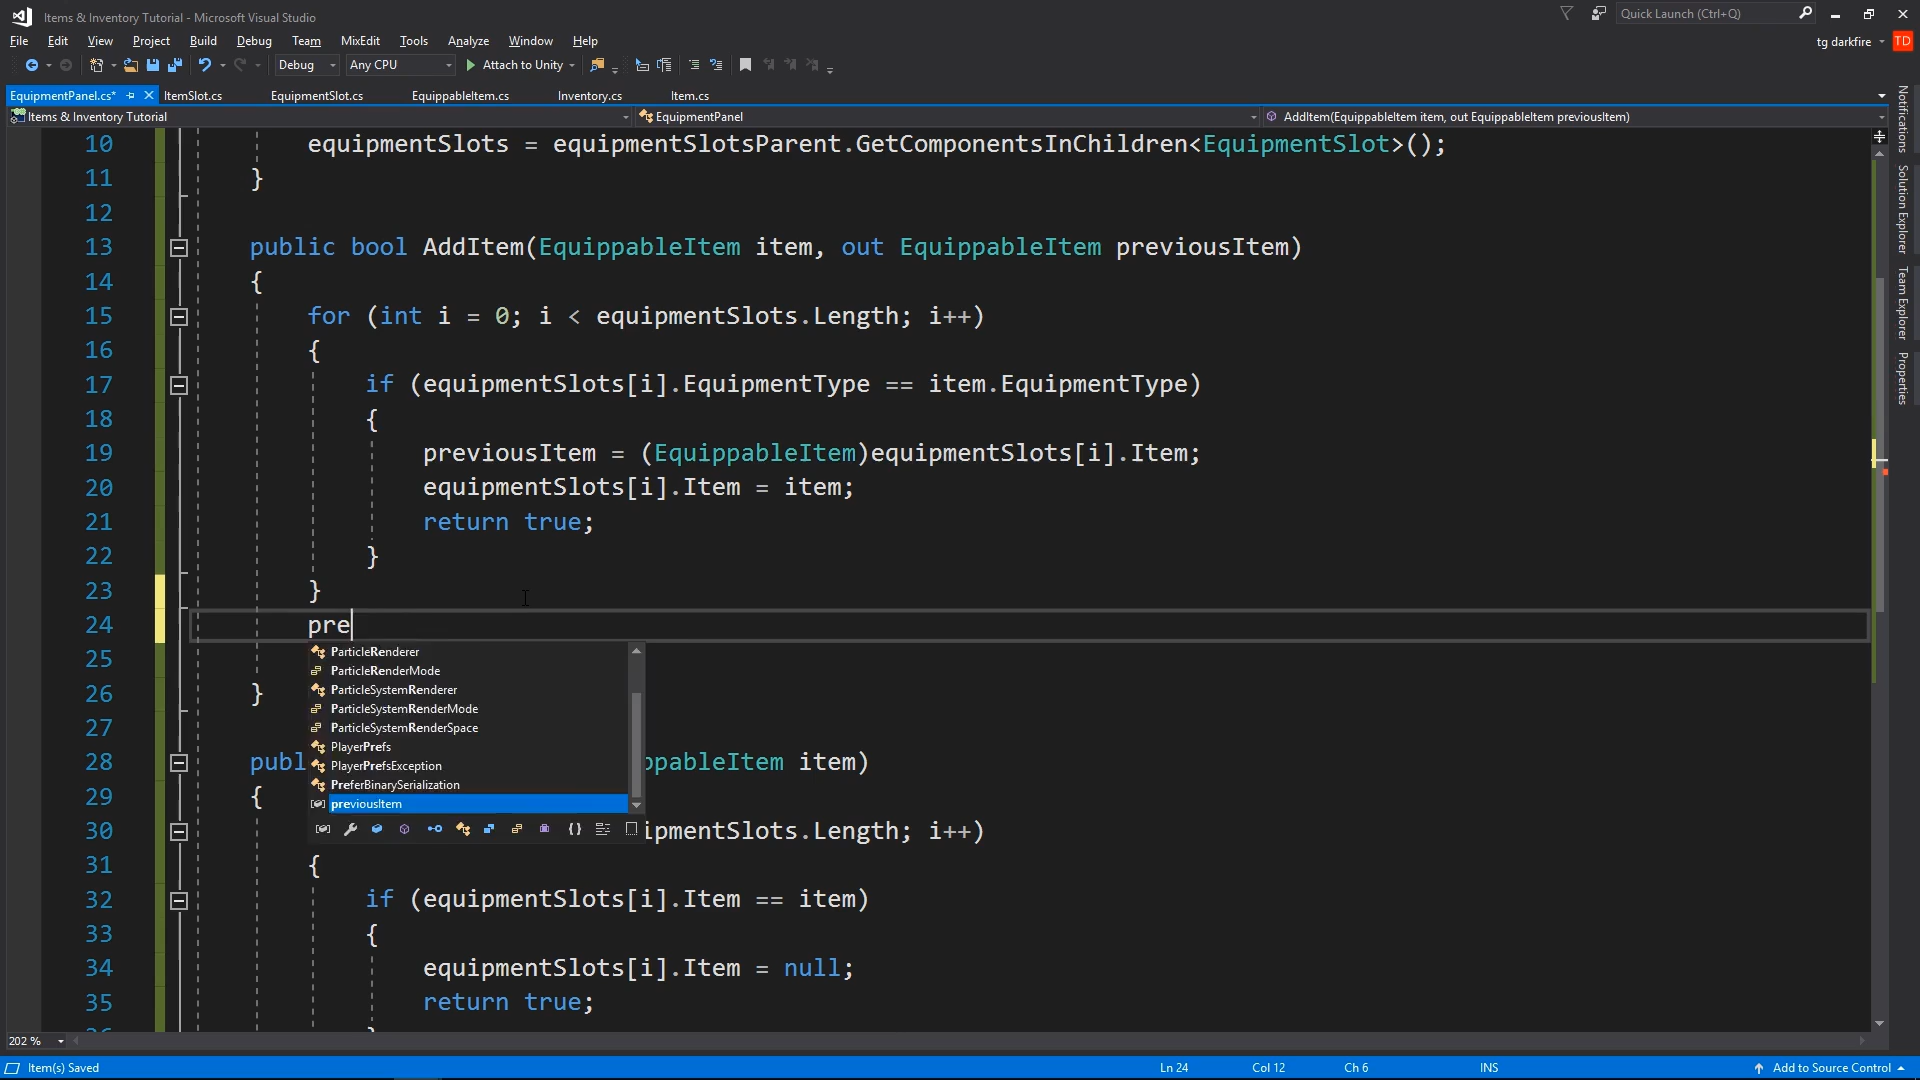 Items & Inventory Tutorial - Microsoft Visual Studio
Quick Launch (Ctrl+Q)
File Edit View Project Build Debug Team MixEdit Tools Analyze Window Help
tg darkfire TD
Debug Any CPU Attach to Unity
EquipmentPanel.cs* ItemSlot.cs EquipmentSlot.cs EquippableItem.cs Inventory.cs Item.cs
Items & Inventory Tutorial EquipmentPanel AddItem(EquippableItem item, out EquippableItem previousItem)
10 equipmentSlots = equipmentSlotsParent.GetComponentsInChildren<EquipmentSlot>();
11 }
12
13 public bool AddItem(EquippableItem item, out EquippableItem previousItem)
14 {
15 for (int i = 0; i < equipmentSlots.Length; i++)
16 {
17 if (equipmentSlots[i].EquipmentType == item.EquipmentType)
18 {
19 previousItem = (EquippableItem)equipmentSlots[i].Item;
20 equipmentSlots[i].Item = item;
21 return true;
22 }
23 }
24 pre
25
26 }
27
28 publ ppableItem item)
29 {
30 ipmentSlots.Length; i++)
31 {
32 if (equipmentSlots[i].Item == item)
33 {
34 equipmentSlots[i].Item = null;
35 return true;
ParticleRenderer
ParticleRenderMode
ParticleSystemRenderer
ParticleSystemRenderMode
ParticleSystemRenderSpace
PlayerPrefs
PlayerPrefsException
PreferBinarySerialization
previousItem
Notifications
Solution Explorer
Team Explorer
Properties
202 %
Item(s) Saved Ln 24 Col 12 Ch 6 INS Add to Source Control